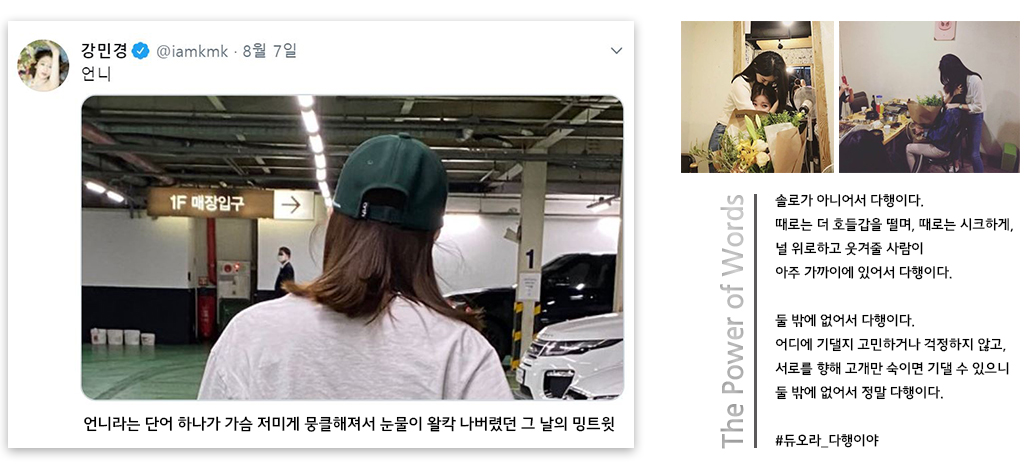 강민경 @iamkmk · 8월 7일
언니
1F 매장입구
1
언니라는 단어 하나가 가슴 저미게 뭉클해져서 눈물이 왈칵 나버렸던 그 날의 밍트윗
The Power of Words
솔로가 아니어서 다행이다.
때로는 더 호들갑을 떨며, 때로는 시크하게,
널 위로하고 웃겨줄 사람이
아주 가까이에 있어서 다행이다.
둘 밖에 없어서 다행이다.
어디에 기댈지 고민하거나 걱정하지 않고,
서로를 향해 고개만 숙이면 기댈 수 있으니
둘 밖에 없어서 정말 다행이다.
#듀오라_다행이야